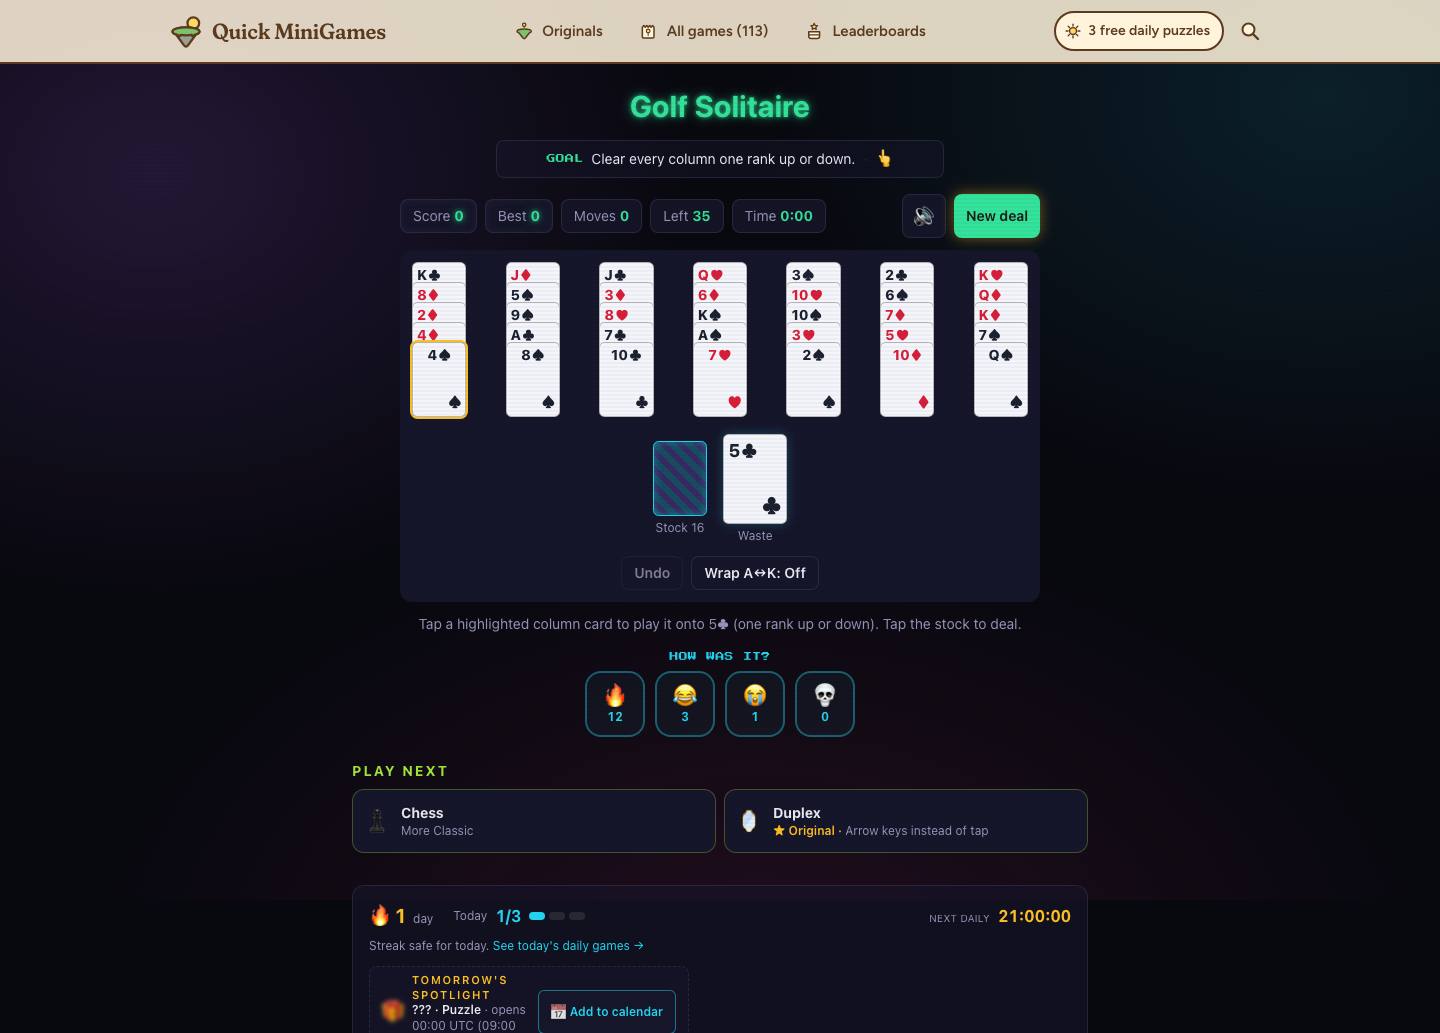 Quick MiniGames
Originals
All games (113)
Leaderboards
3 free daily puzzles
Golf Solitaire
GOAL Clear every column one rank up or down. 👆
Score 0
Best 0
Moves 0
Left 35
Time 0:00
🔊
New deal
K♣ J♦ J♣ Q♥ 3♠ 2♣ K♥
8♦ 5♠ 3♦ 6♦ 10♥ 6♠ Q♦
2♦ 9♠ 8♥ K♠ 10♠ 7♦ K♦
4♦ A♣ 7♣ A♠ 3♥ 5♥ 7♠
4♠ 8♠ 10♣ 7♥ 2♠ 10♦ Q♠
5♣
Stock 16
Waste
Undo
Wrap A↔K: Off
Tap a highlighted column card to play it onto 5♣ (one rank up or down). Tap the stock to deal.
HOW WAS IT?
🔥 😂 😭 💀
12 3 1 0
PLAY NEXT
Chess
More Classic
Duplex
★ Original · Arrow keys instead of tap
🔥 1 day Today 1/3
NEXT DAILY 21:00:00
Streak safe for today. See today's daily games →
TOMORROW'S
SPOTLIGHT
??? · Puzzle · opens
00:00 UTC (09:00
📅 Add to calendar